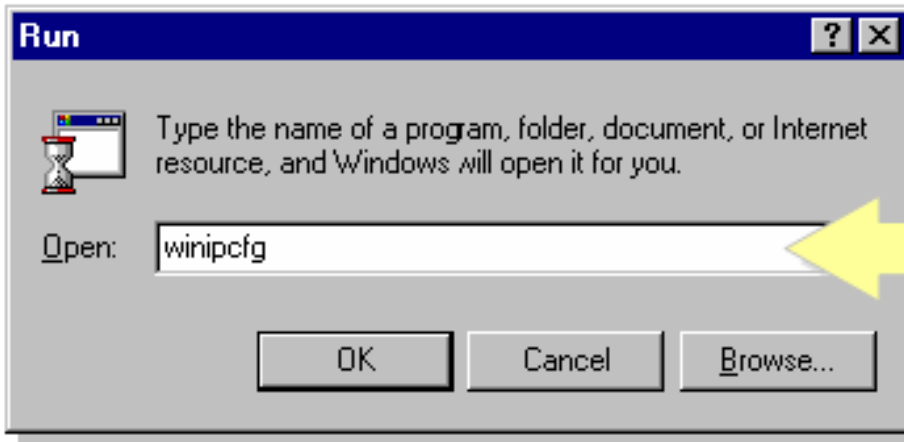 Run
Type the name of a program, folder, document, or Internet
resource, and Windows will open it for you.
Open: winipcfg
OK Cancel Browse...